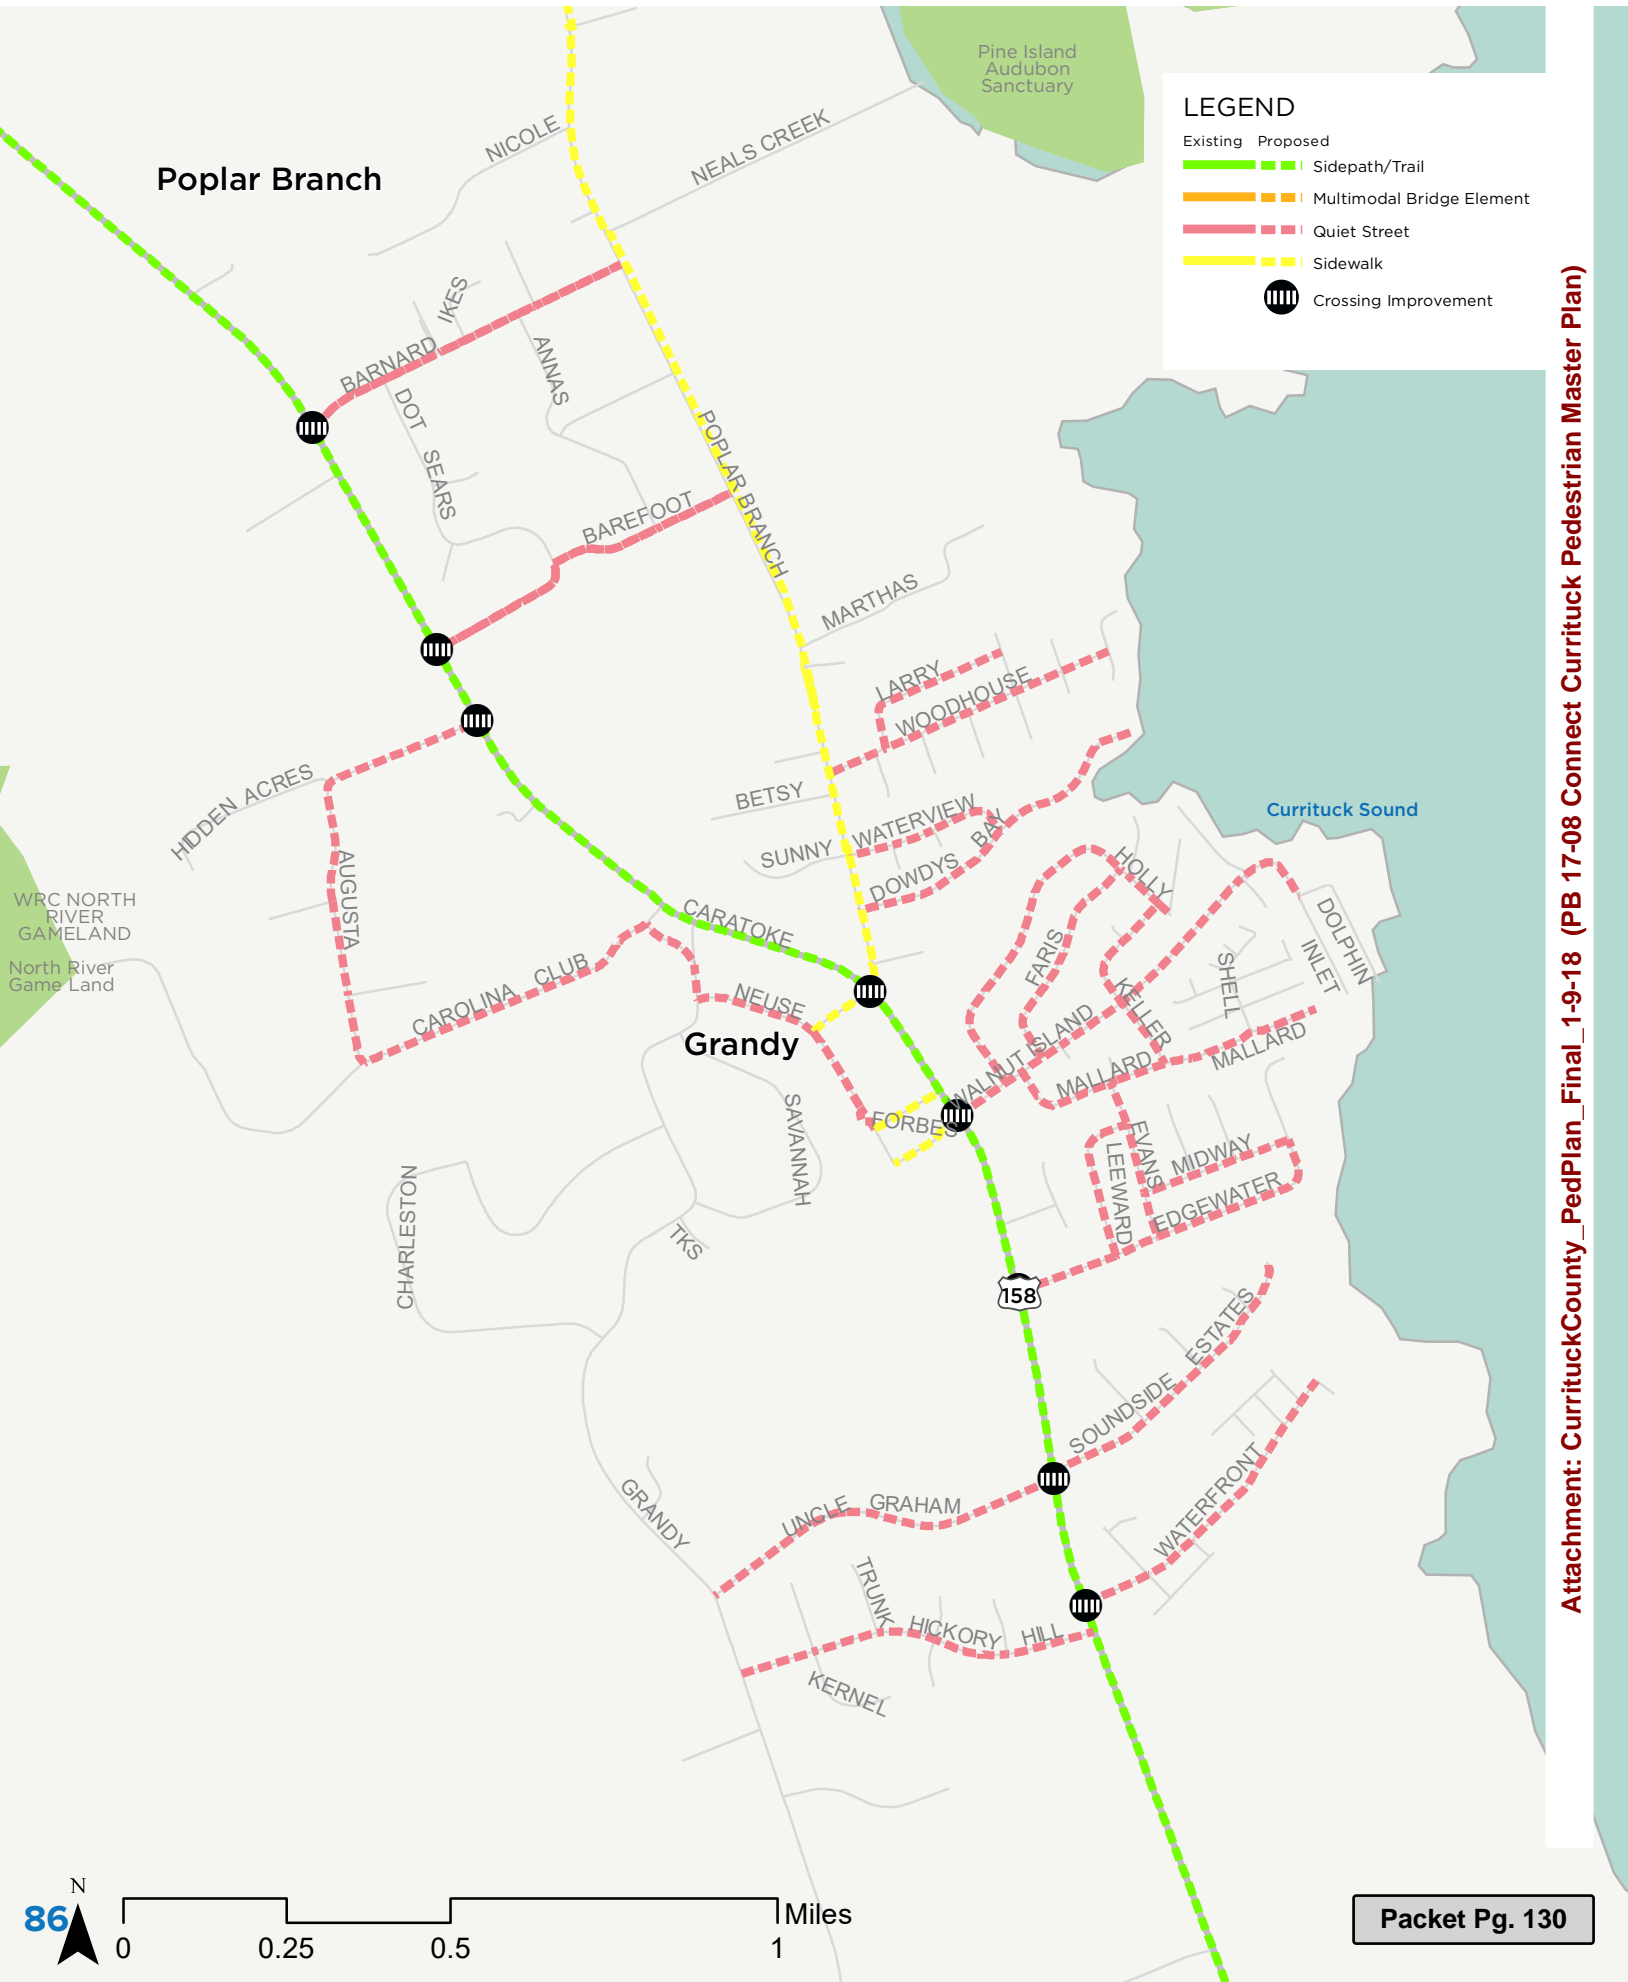 Pine Island
Audubon
Sanctuary
LEGEND
Existing Proposed
Sidepath/Trail
Multimodal Bridge Element
Quiet Street
Sidewalk
Crossing Improvement
NICOLE
NEALS CREEK
Poplar Branch
IKES
BARNARD
ANNAS
DOT SEARS
POPLAR BRANCH
BAREFOOT
MARTHAS
LARRY
WOODHOUSE
HIDDEN ACRES
BETSY
WATERVIEW
SUNNY
BAY
DOWDYS
Currituck Sound
HOLLY
AUGUSTA
WRC NORTH
RIVER
GAMELAND
North River
Game Land
CARATOKE
DOLPHIN
INLET
FARIS
SHELL
CAROLINA CLUB
NEUSE
KELLER
Grandy
WALNUT ISLAND
MALLARD
MALLARD
SAVANNAH
FORBES
EVANS
LEEWARD
MIDWAY
EDGEWATER
CHARLESTON
TKS
158
SOUNDSIDE ESTATES
WATERFRONT
GRANDY
UNCLE GRAHAM
TRUNK
HICKORY HILL
KERNEL
Attachment: CurrituckCounty_PedPlan_Final_1-9-18 (PB 17-08 Connect Currituck Pedestrian Master Plan)
86
N
Miles
0 0.25 0.5 1
Packet Pg. 130